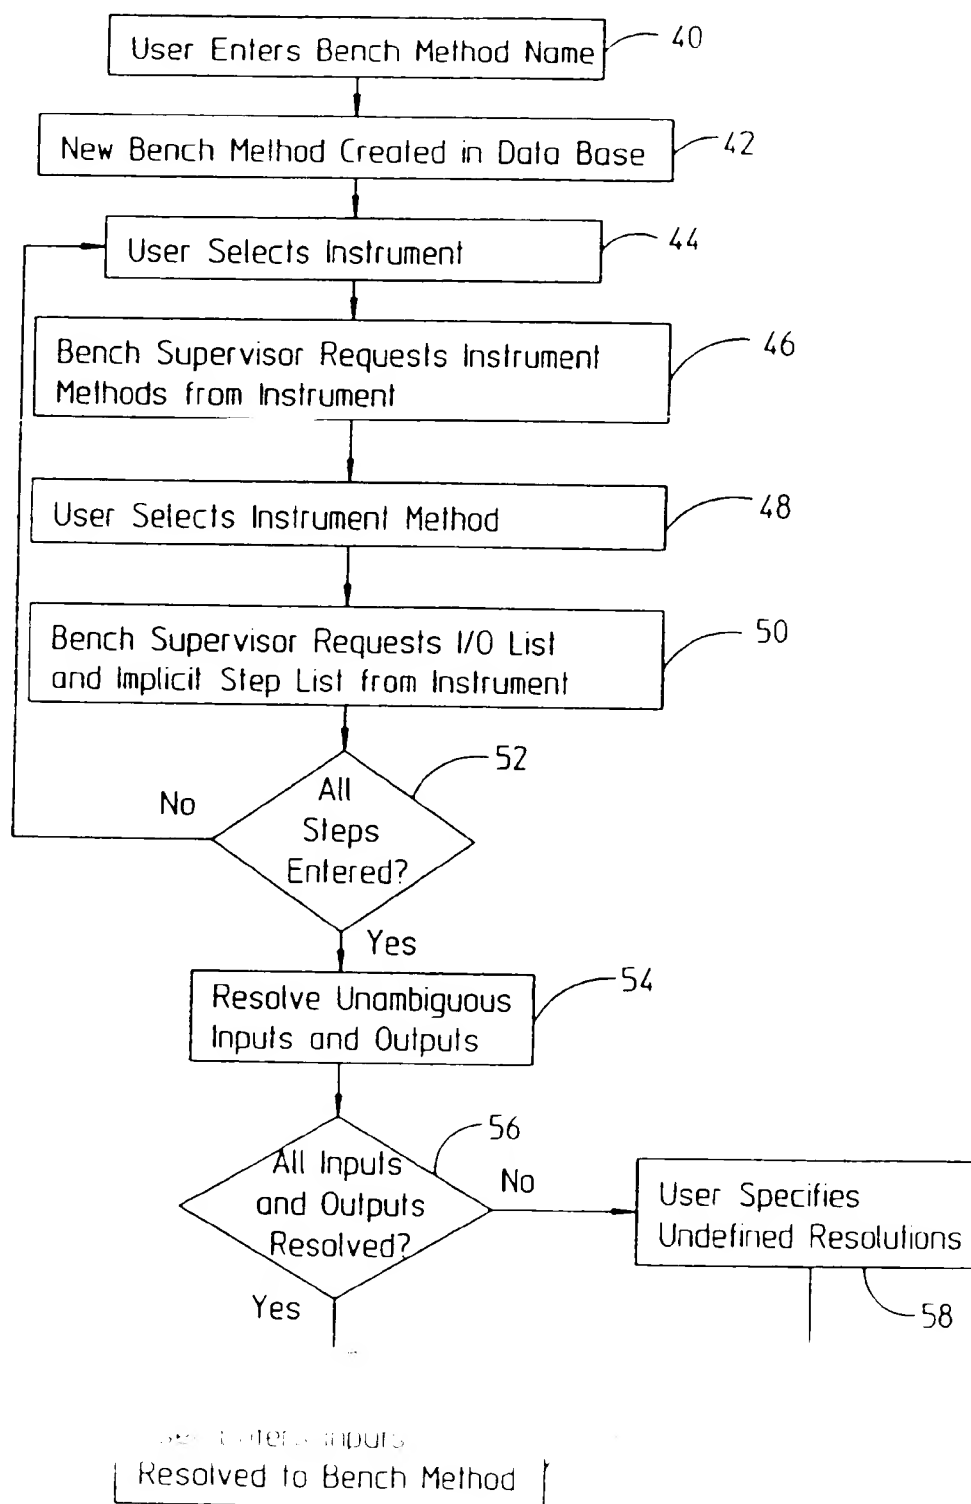 User Enters Bench Method Name
40
New Bench Method Created in Data Base
42
User Selects Instrument
44
Bench Supervisor Requests Instrument
Methods from Instrument
46
User Selects Instrument Method
48
Bench Supervisor Requests I/O List
and Implicit Step List from Instrument
50
All
Steps
Entered?
52
No
Yes
Resolve Unambiguous
Inputs and Outputs
54
All Inputs
and Outputs
Resolved?
56
No
User Specifies
Undefined Resolutions
58
Yes
Inputs
Resolved to Bench Method